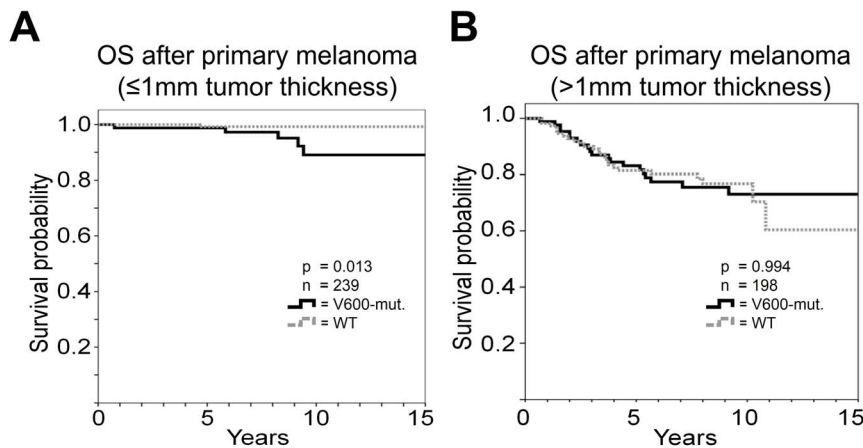 A
OS after primary melanoma
(≤1mm tumor thickness)
Survival probability
1.0
0.8
0.6
0.4
0.2
p = 0.013
n = 239
= V600-mut.
= WT
0 5 10 15
Years
B
OS after primary melanoma
(>1mm tumor thickness)
Survival probability
1.0
0.8
0.6
0.4
0.2
p = 0.994
n = 198
= V600-mut.
= WT
0 5 10 15
Years